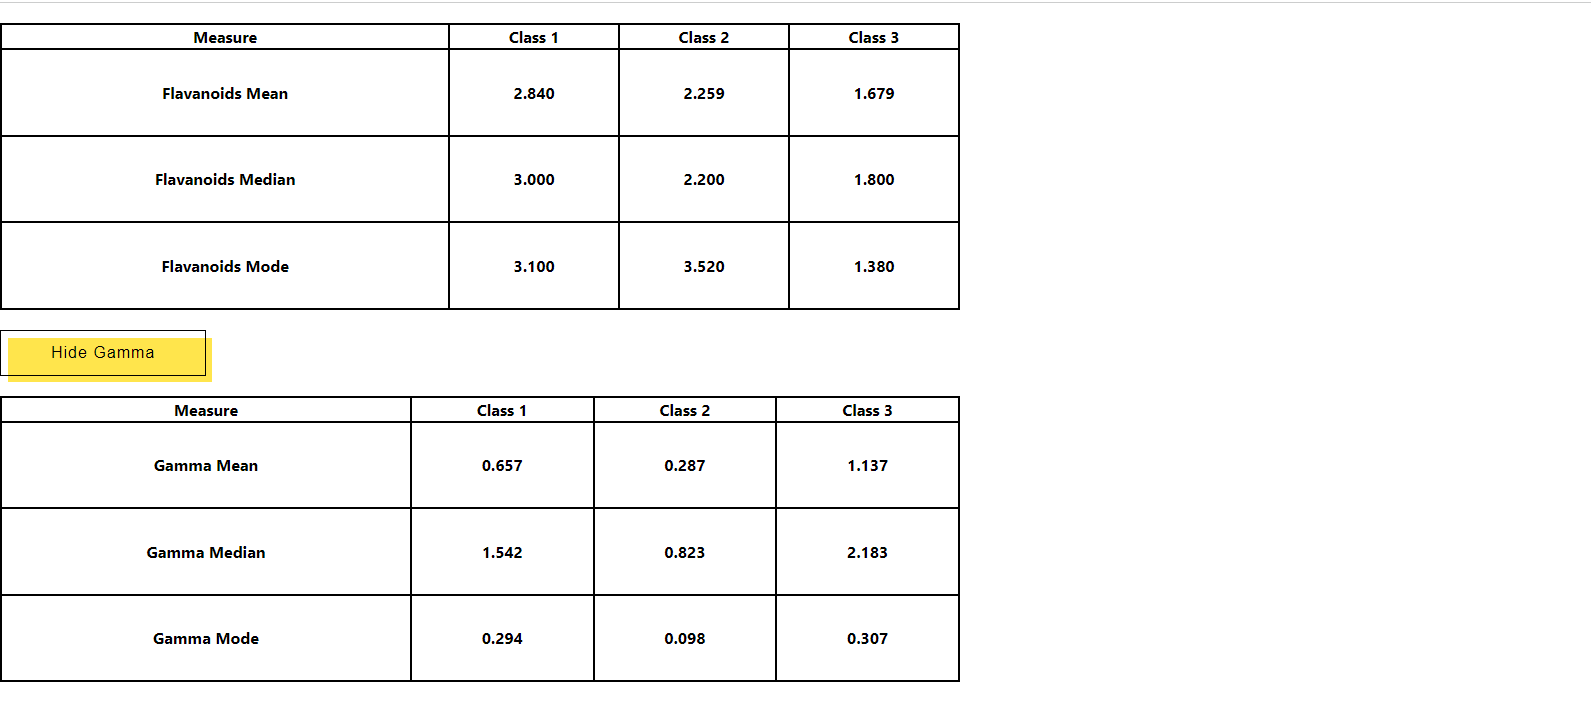 Measure Class 1 Class 2 Class 3
Flavanoids Mean 2.840 2.259 1.679
Flavanoids Median 3.000 2.200 1.800
Flavanoids Mode 3.100 3.520 1.380
Hide Gamma
Measure Class 1 Class 2 Class 3
Gamma Mean 0.657 0.287 1.137
Gamma Median 1.542 0.823 2.183
Gamma Mode 0.294 0.098 0.307